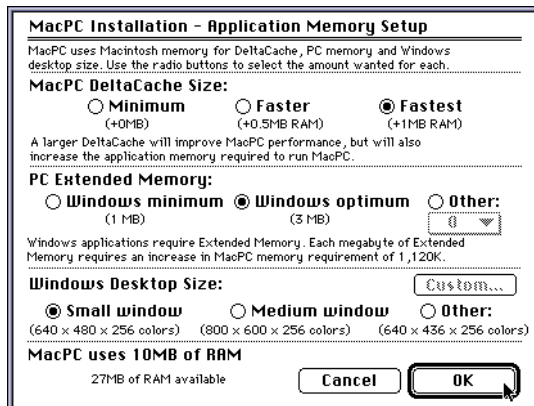 MacPC Installation - Application Memory Setup
MacPC uses Macintosh memory for DeltaCache, PC memory and Windows
desktop size. Use the radio buttons to select the amount wanted for each.
MacPC DeltaCache Size:
Minimum Faster Fastest
(+0MB) (+0.5MB RAM) (+1MB RAM)
A larger DeltaCache will improve MacPC performance, but will also
increase the application memory required to run MacPC.
PC Extended Memory:
Windows minimum Windows optimum Other:
(1 MB) (3 MB) 8
Windows applications require Extended Memory. Each megabyte of Extended
Memory requires an increase in MacPC memory requirement of 1,120K.
Windows Desktop Size: Custom...
Small window Medium window Other:
(640 x 480 x 256 colors) (800 x 600 x 256 colors) (640 x 436 x 256 colors)
MacPC uses 10MB of RAM
27MB of RAM available Cancel OK